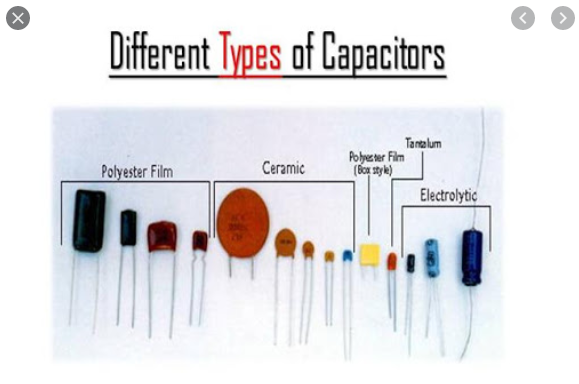 Different Types of Capacitors
Tantalum
Polyester Film
(Box style)
Polyester Film
Ceramic
Electrolytic